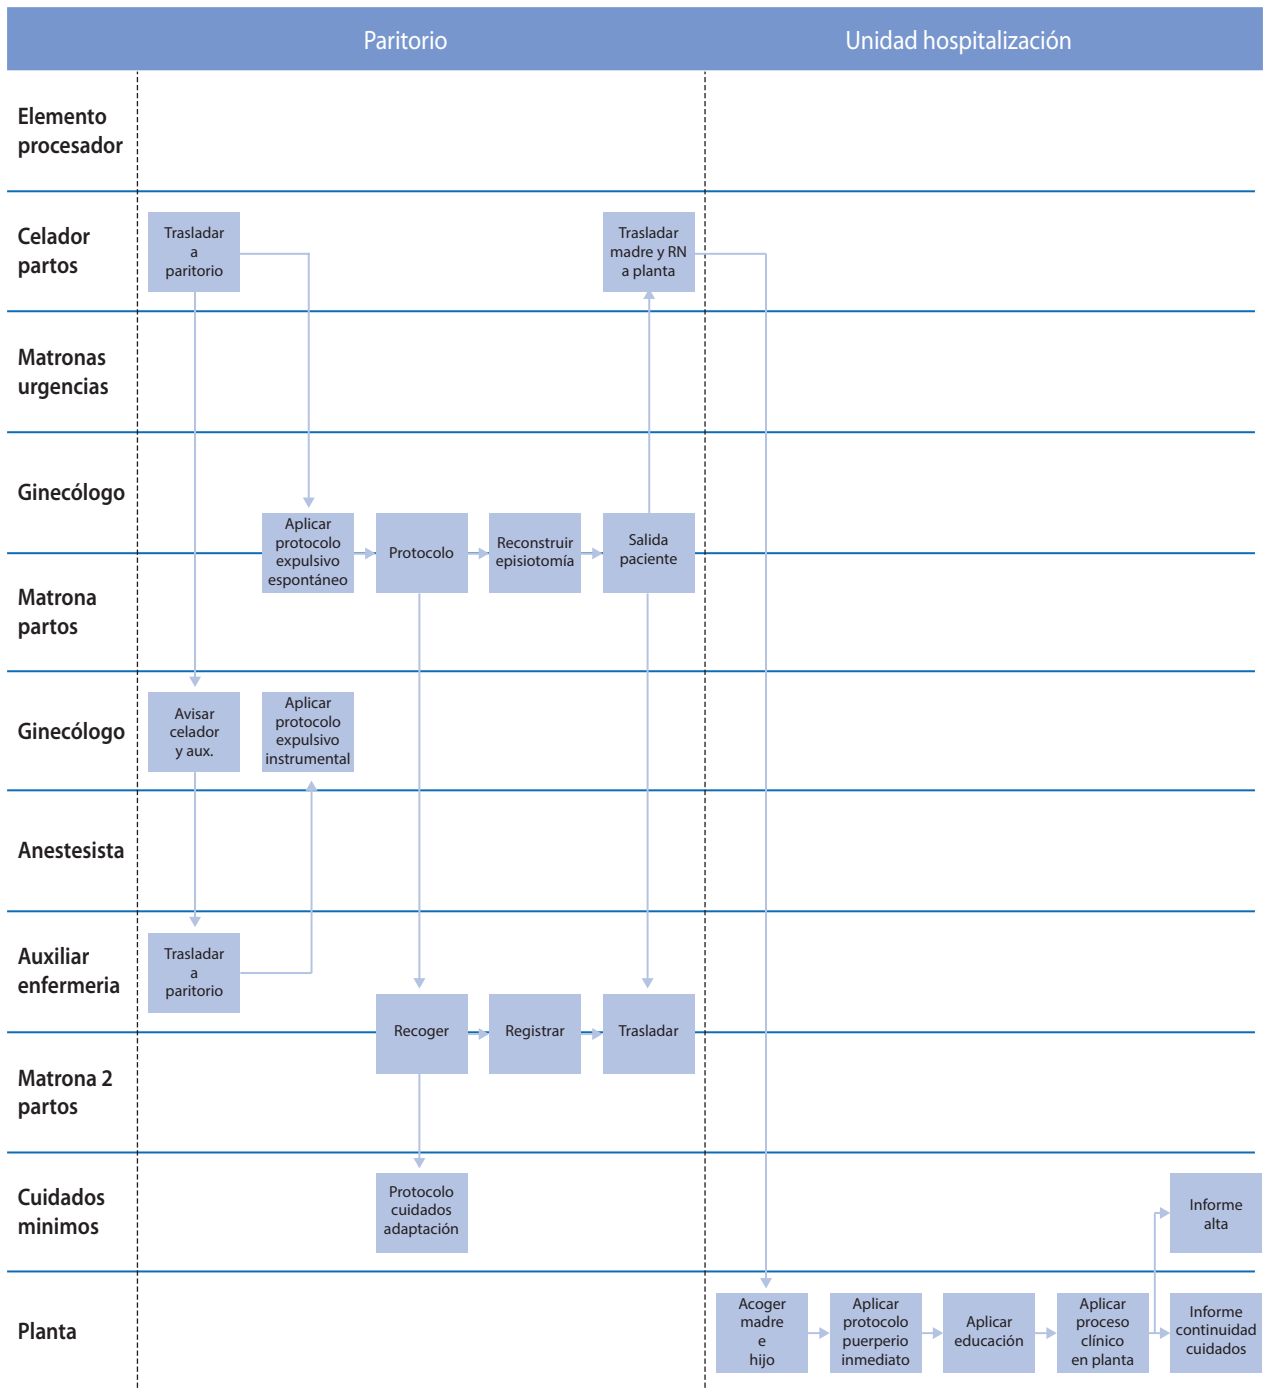 Paritorio
Unidad hospitalización
Elemento
procesador
Celador
partos
Trasladar
a
paritorio
Trasladar
madre y RN
a planta
Matronas
urgencias
Ginecólogo
Aplicar
protocolo
expulsivo
espontáneo
Protocolo
Reconstruir
episiotomía
Salida
paciente
Matrona
partos
Ginecólogo
Avisar
celador
y aux.
Aplicar
protocolo
expulsivo
instrumental
Anestesista
Auxiliar
enfermeria
Trasladar
a
paritorio
Recoger
Registrar
Trasladar
Matrona 2
partos
Cuidados
minimos
Protocolo
cuidados
adaptación
Informe
alta
Planta
Acoger
madre
e
hijo
Aplicar
protocolo
puerperio
inmediato
Aplicar
educación
Aplicar
proceso
clínico
en planta
Informe
continuidad
cuidados